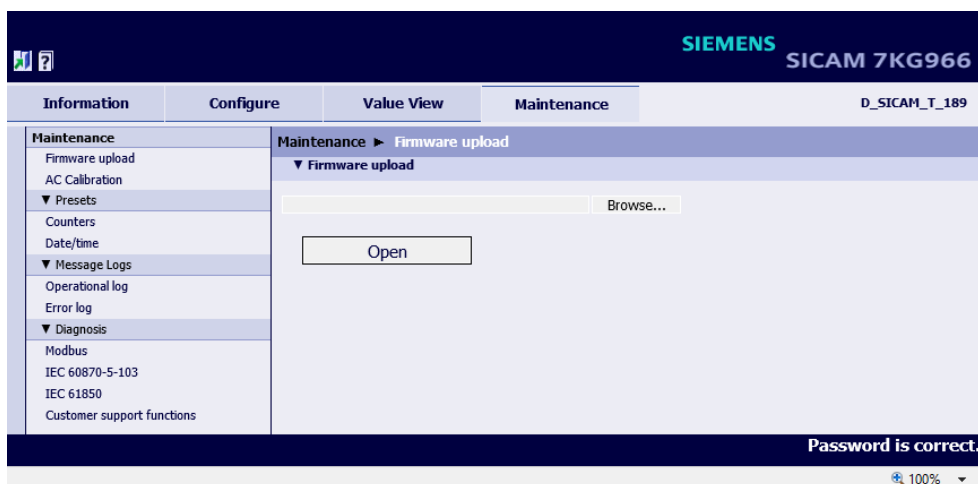 SIEMENS
SICAM 7KG966
Information Configure Value View Maintenance D_SICAM_T_189
Maintenance
Firmware upload
AC Calibration
▼ Presets
Counters
Date/time
▼ Message Logs
Operational log
Error log
▼ Diagnosis
Modbus
IEC 60870-5-103
IEC 61850
Customer support functions
Maintenance ► Firmware upload
▼ Firmware upload
Browse...
Open
Password is correct.
100%